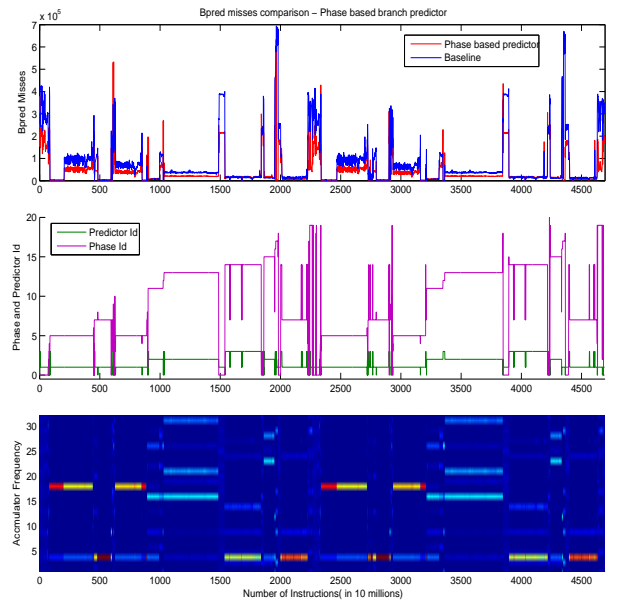 Bpred misses comparison – Phase based branch predictor
x 10^5
7
6
5
4
3
2
1
0
Bpred Misses
Phase based predictor
Baseline
0 500 1000 1500 2000 2500 3000 3500 4000 4500
20
15
10
5
0
Phase and Predictor Id
Predictor Id
Phase Id
0 500 1000 1500 2000 2500 3000 3500 4000 4500
30
25
20
15
10
5
Accmulator Frequency
0 500 1000 1500 2000 2500 3000 3500 4000 4500
Number of Instructions( in 10 millions)